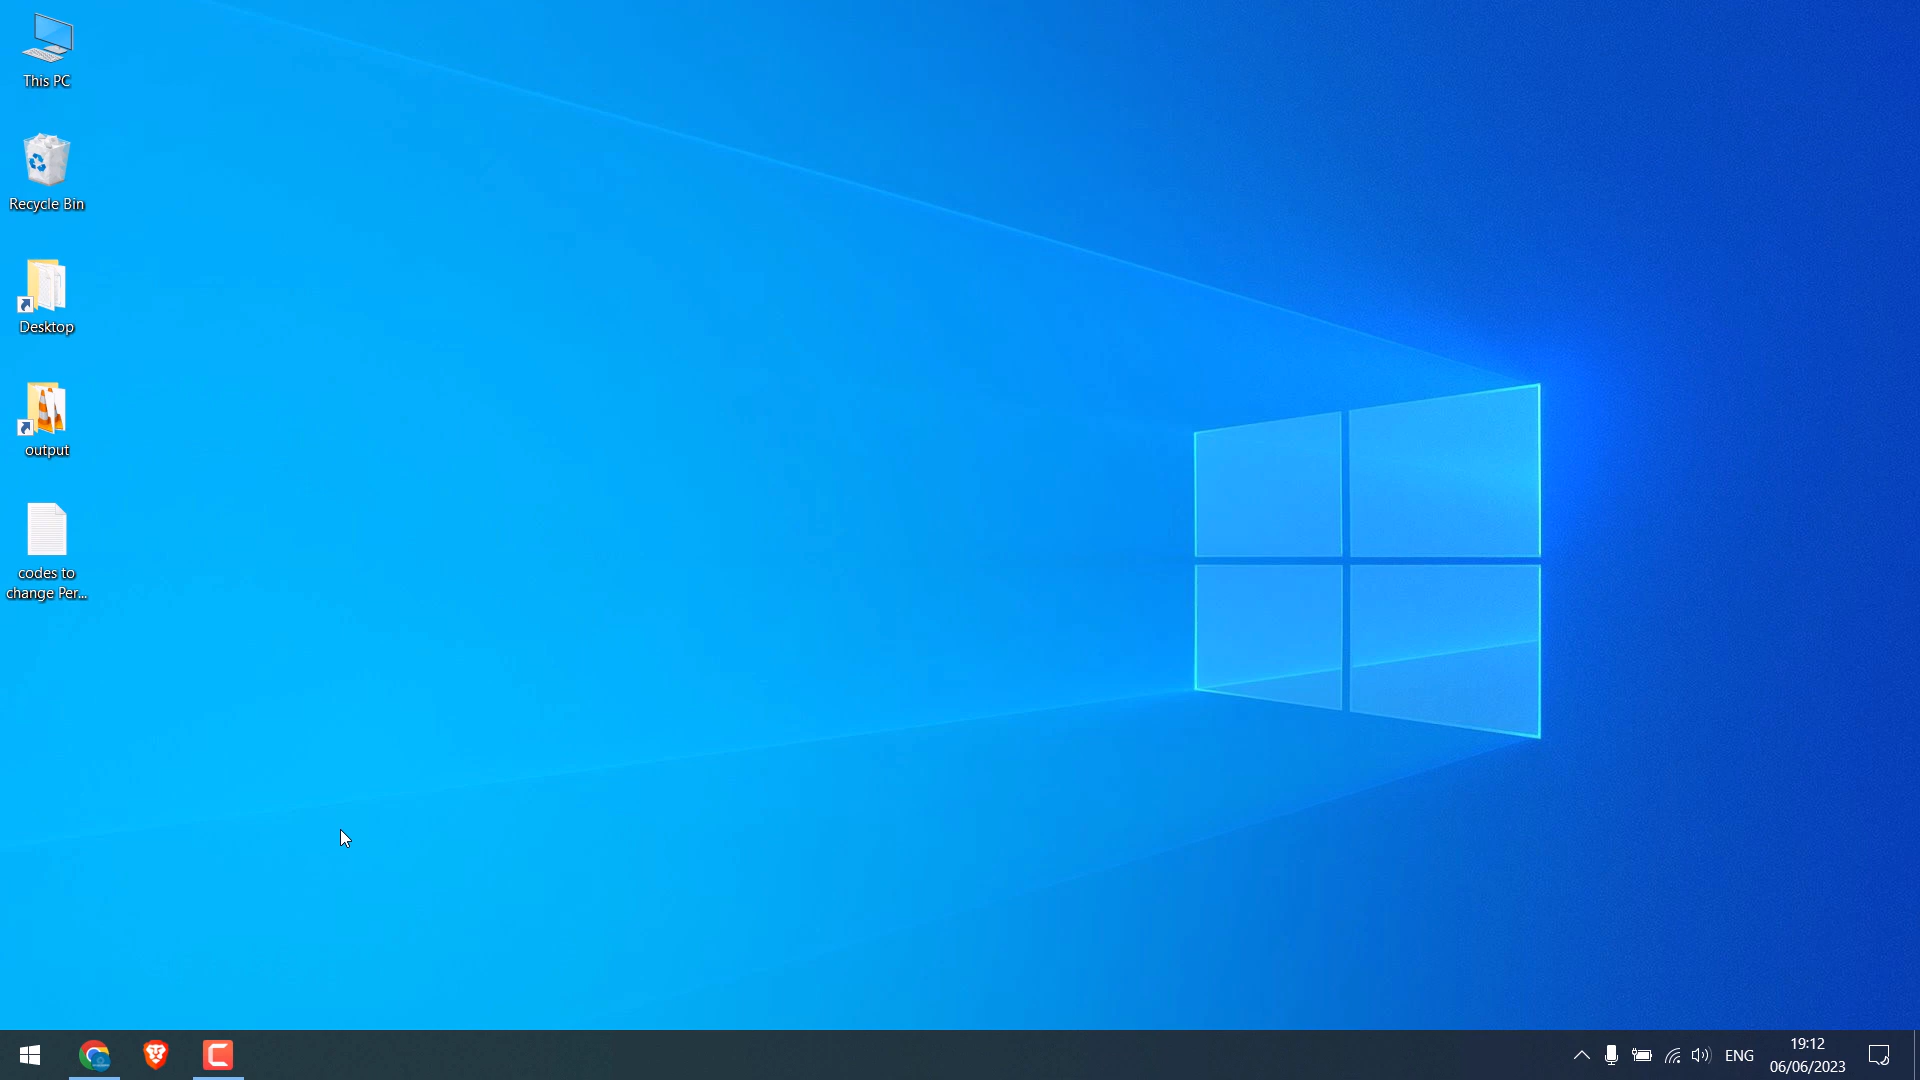 This PC
Recycle Bin
Desktop
output
codes to
change Per...
ENG
19:12
06/06/2023